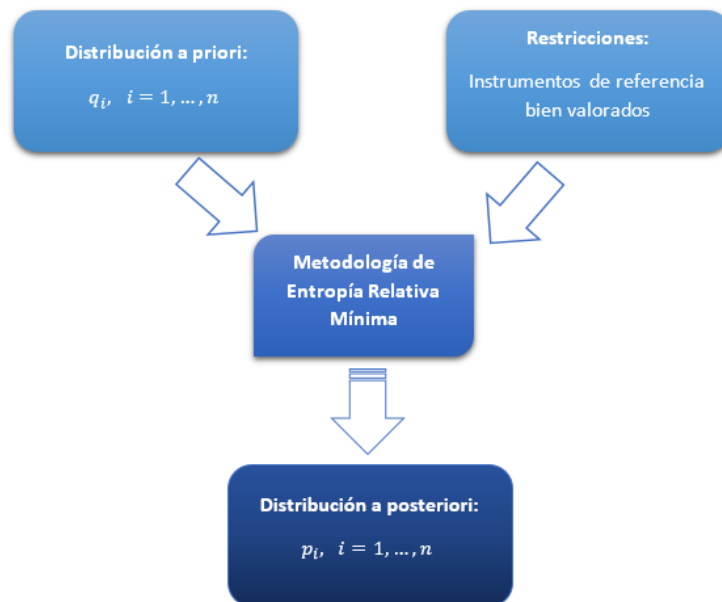 Distribución a priori:
q_i, i = 1, …, n
Restricciones:
Instrumentos de referencia
bien valorados
Metodología de
Entropía Relativa
Mínima
Distribución a posteriori:
p_i, i = 1, …, n